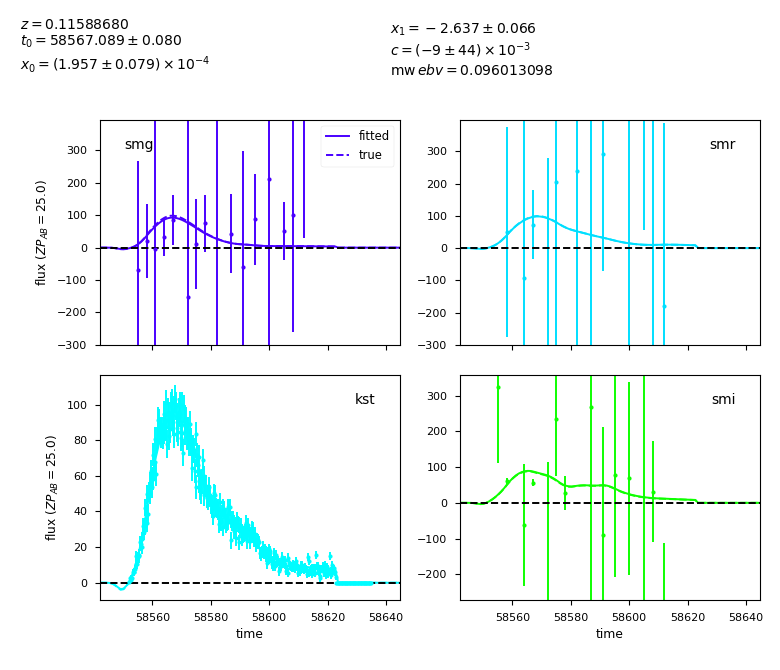 z = 0.11588680
t₀ = 58567.089 ± 0.080
x₀ = (1.957 ± 0.079) × 10⁻⁴
x₁ = −2.637 ± 0.066
c = (−9 ± 44) × 10⁻³
mw ebv = 0.096013098
smg
fitted
true
300
200
100
0
−100
−200
−300
flux (ZP_AB = 25.0)
smr
300
200
100
0
−100
−200
−300
kst
100
80
60
40
20
0
flux (ZP_AB = 25.0)
58560 58580 58600 58620 58640
time
smi
300
200
100
0
−100
−200
58560 58580 58600 58620 58640
time